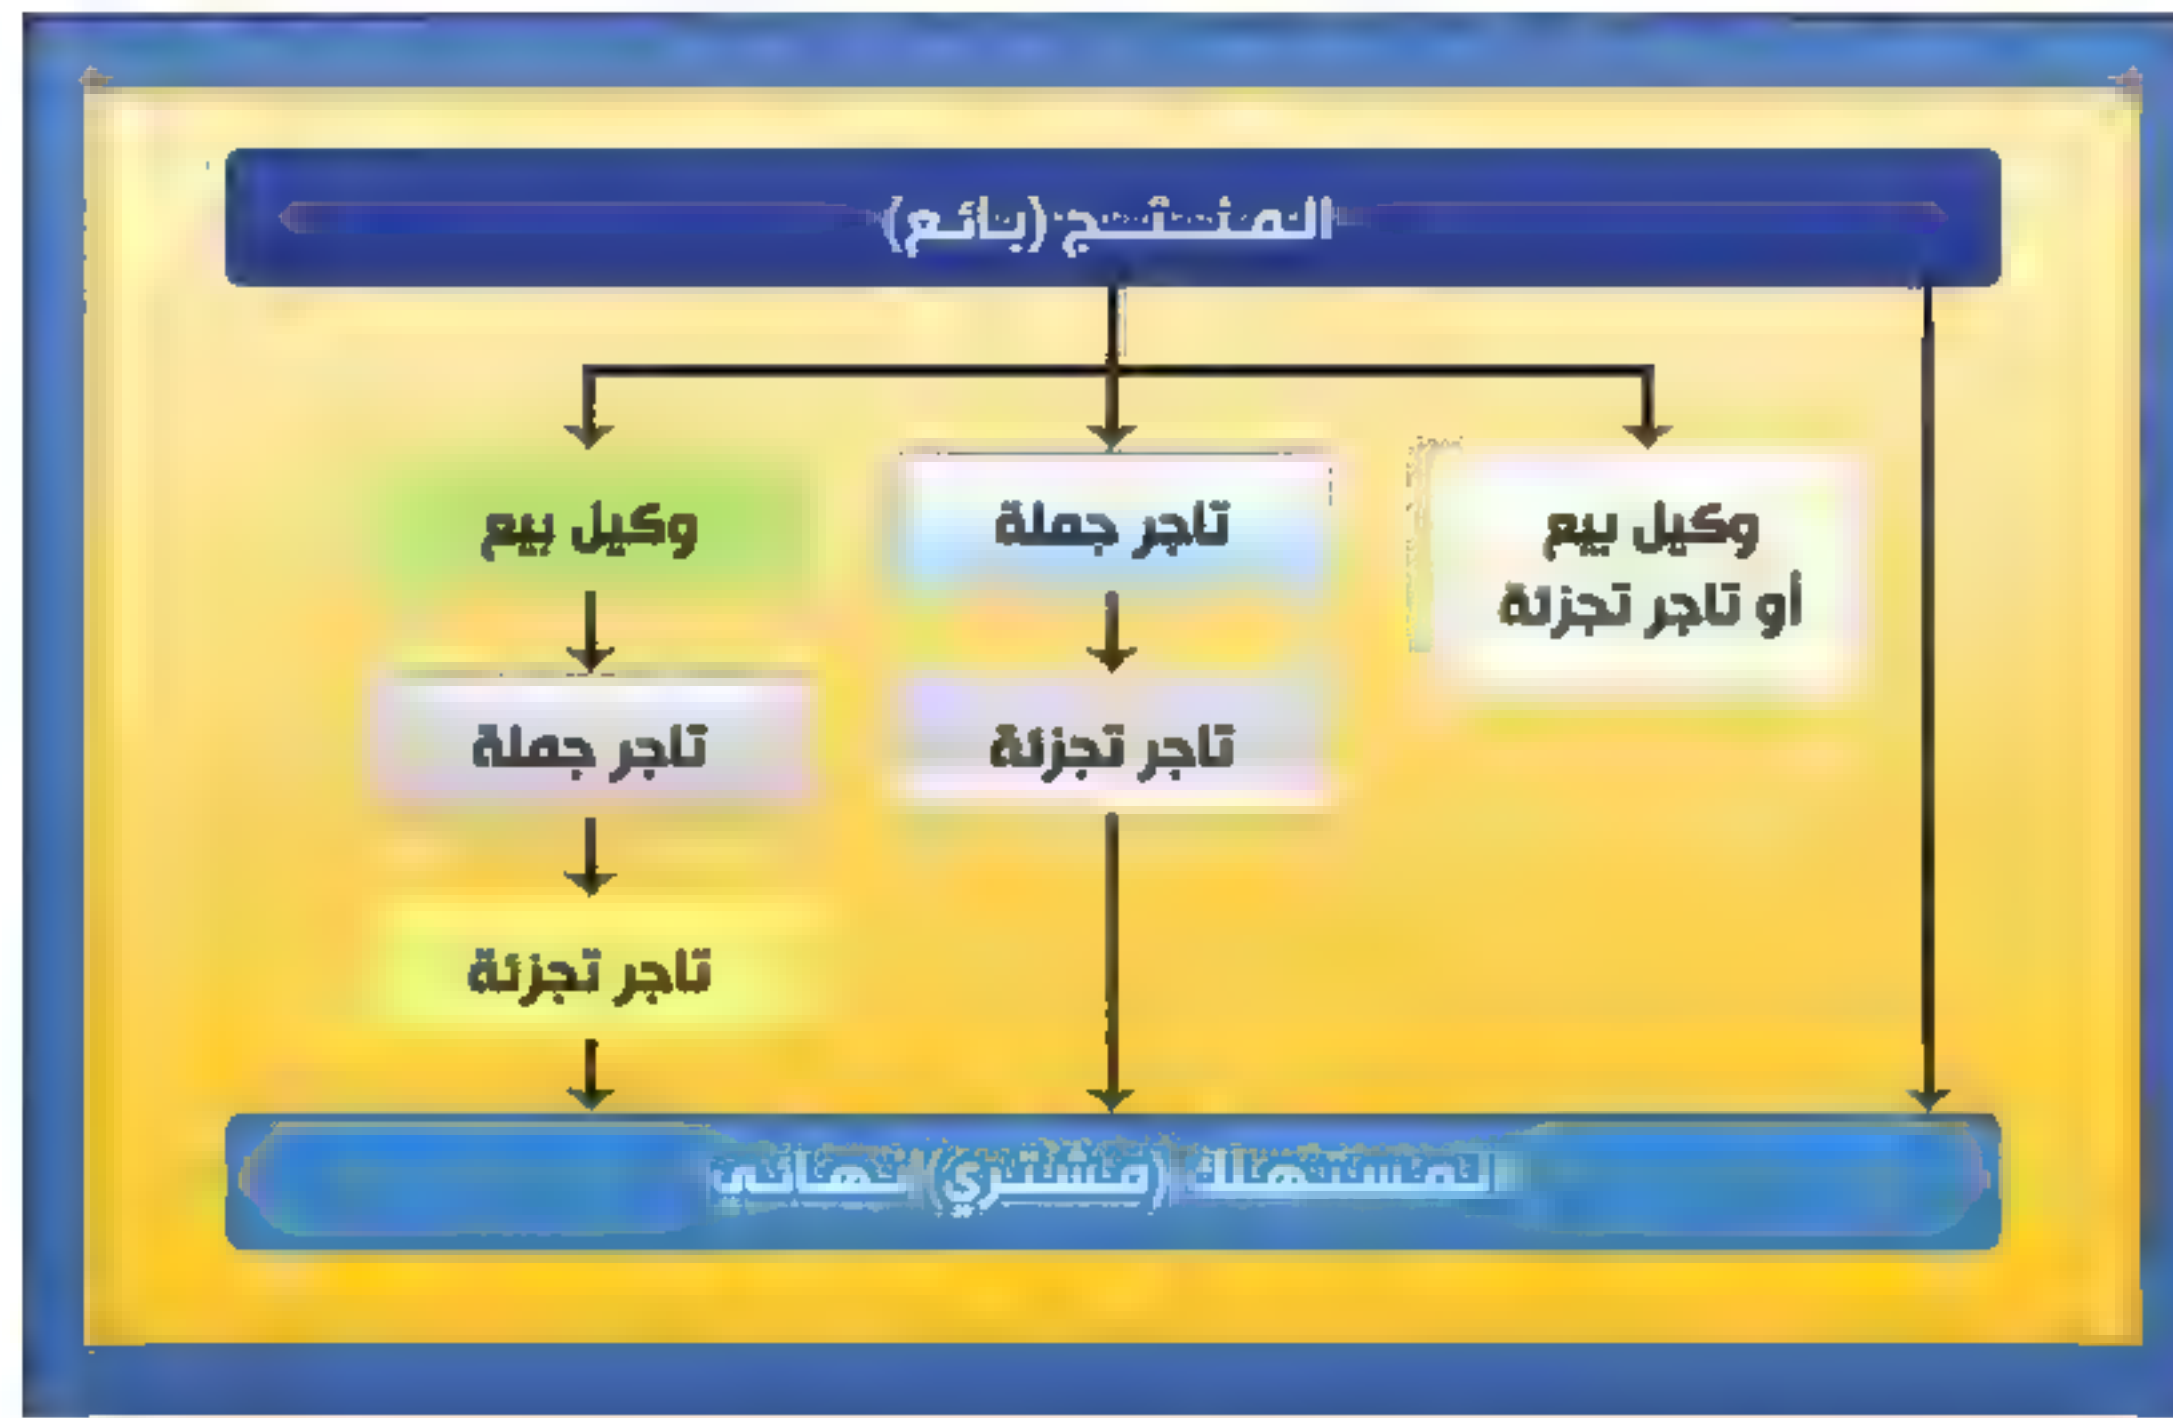 المنتج (بائع)
وكيل بيع
أو تاجر تجزئة
تاجر جملة
تاجر تجزئة
وكيل بيع
تاجر جملة
تاجر تجزئة
المستهلك (مشتري) نهائي